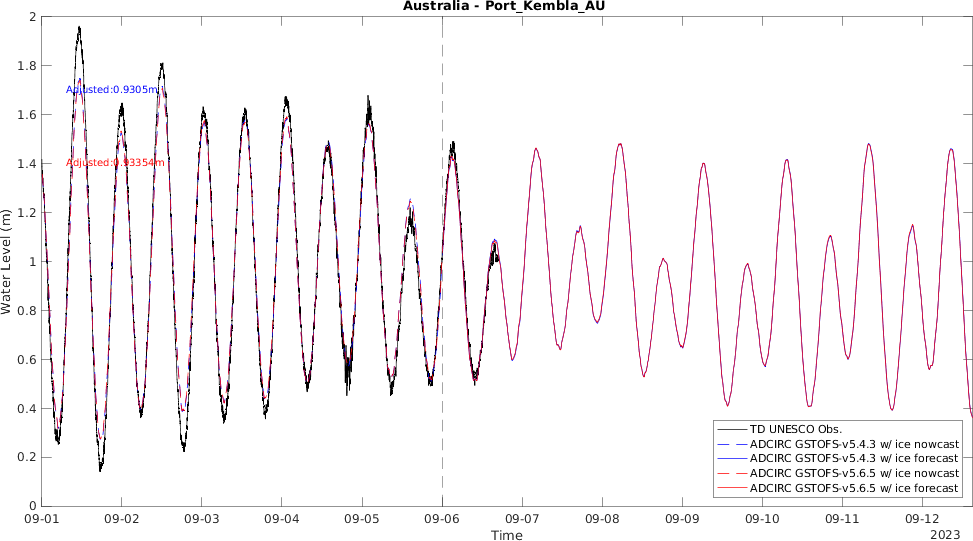 Australia - Port_Kembla_AU
2
1.8
1.6
1.4
1.2
1
0.8
0.6
0.4
0.2
0
Water Level (m)
Adjusted:0.9305m
Adjusted:0.93354m
TD UNESCO Obs.
ADCIRC GSTOFS-v5.4.3 w/ ice nowcast
ADCIRC GSTOFS-v5.4.3 w/ ice forecast
ADCIRC GSTOFS-v5.6.5 w/ ice nowcast
ADCIRC GSTOFS-v5.6.5 w/ ice forecast
09-01 09-02 09-03 09-04 09-05 09-06 09-07 09-08 09-09 09-10 09-11 09-12
Time
2023